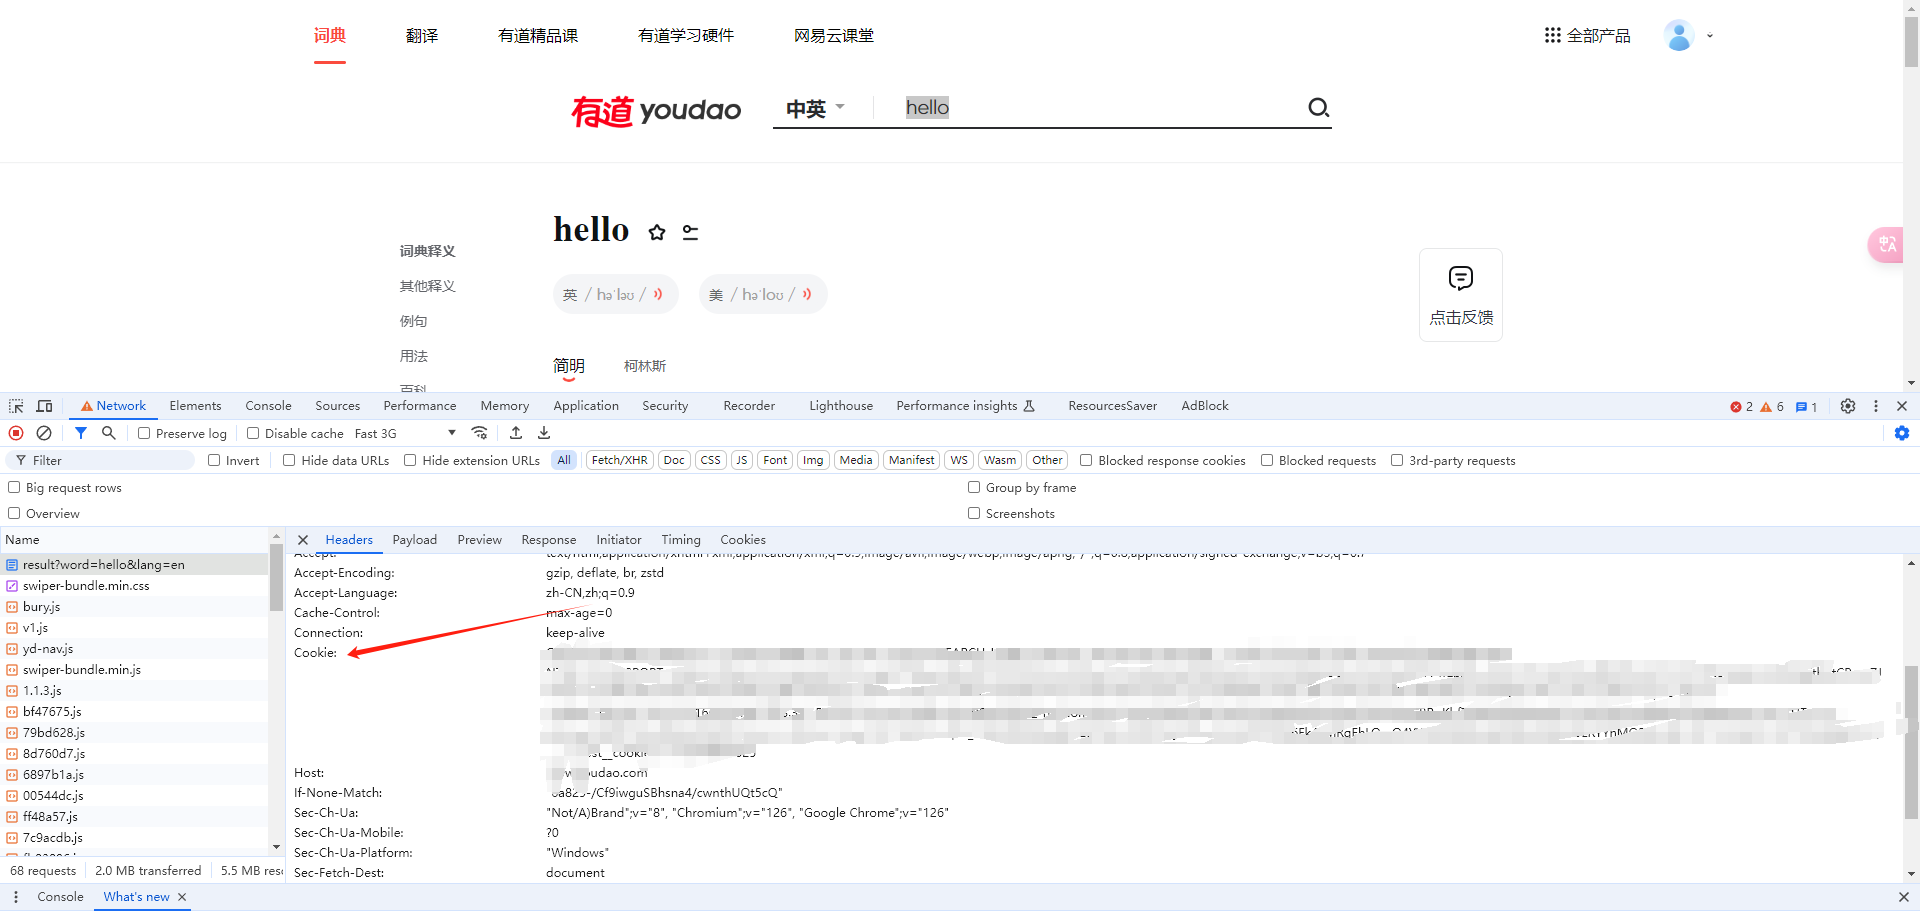 词典 翻译 有道精品课 有道学习硬件 网易云课堂 全部产品
有道 youdao 中英 hello
hello
词典释义
其他释义
例句
用法
百科
英 / həˈləʊ / 美 / həˈloʊ /
简明 柯林斯
点击反馈
Network Elements Console Sources Performance Memory Application Security Recorder Lighthouse Performance insights ResourcesSaver AdBlock 2 6 1
Preserve log Disable cache Fast 3G
Filter Invert Hide data URLs Hide extension URLs All Fetch/XHR Doc CSS JS Font Img Media Manifest WS Wasm Other Blocked response cookies Blocked requests 3rd-party requests
Big request rows Group by frame
Overview Screenshots
Name
result?word=hello&lang=en
swiper-bundle.min.css
bury.js
v1.js
yd-nav.js
swiper-bundle.min.js
1.1.3.js
bf47675.js
79bd628.js
8d760d7.js
6897b1a.js
00544dc.js
ff48a57.js
7c9acdb.js
68 requests 2.0 MB transferred 5.5 MB
Headers Payload Preview Response Initiator Timing Cookies
Accept-Encoding: gzip, deflate, br, zstd
Accept-Language: zh-CN,zh;q=0.9
Cache-Control: max-age=0
Connection: keep-alive
Cookie:
Host:
If-None-Match:
Sec-Ch-Ua: "Not/A)Brand";v="8", "Chromium";v="126", "Google Chrome";v="126"
Sec-Ch-Ua-Mobile: ?0
Sec-Ch-Ua-Platform: "Windows"
Sec-Fetch-Dest: document
Console What's new